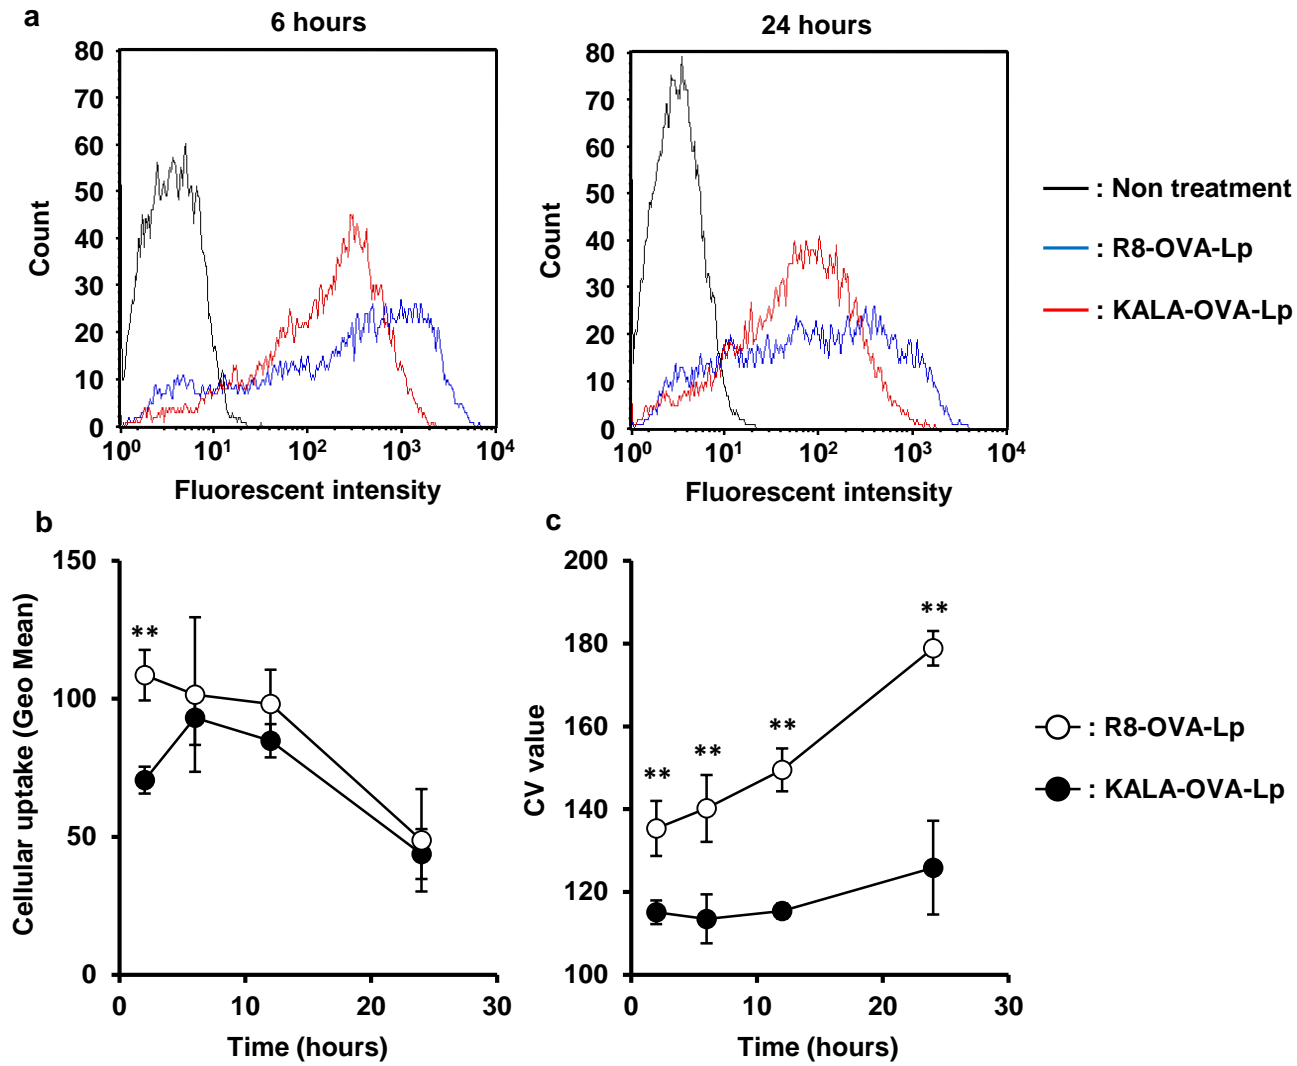 a
6 hours
24 hours
80
70
60
50
40
30
20
10
0
Count
10⁰ 10¹ 10² 10³ 10⁴
Fluorescent intensity
80
70
60
50
40
30
20
10
0
Count
10⁰ 10¹ 10² 10³ 10⁴
Fluorescent intensity
: Non treatment
: R8-OVA-Lp
: KALA-OVA-Lp
b
150
100
50
0
Cellular uptake (Geo Mean)
**
0 10 20 30
Time (hours)
c
200
180
160
140
120
100
CV value
**
**
**
**
0 10 20 30
Time (hours)
: R8-OVA-Lp
: KALA-OVA-Lp